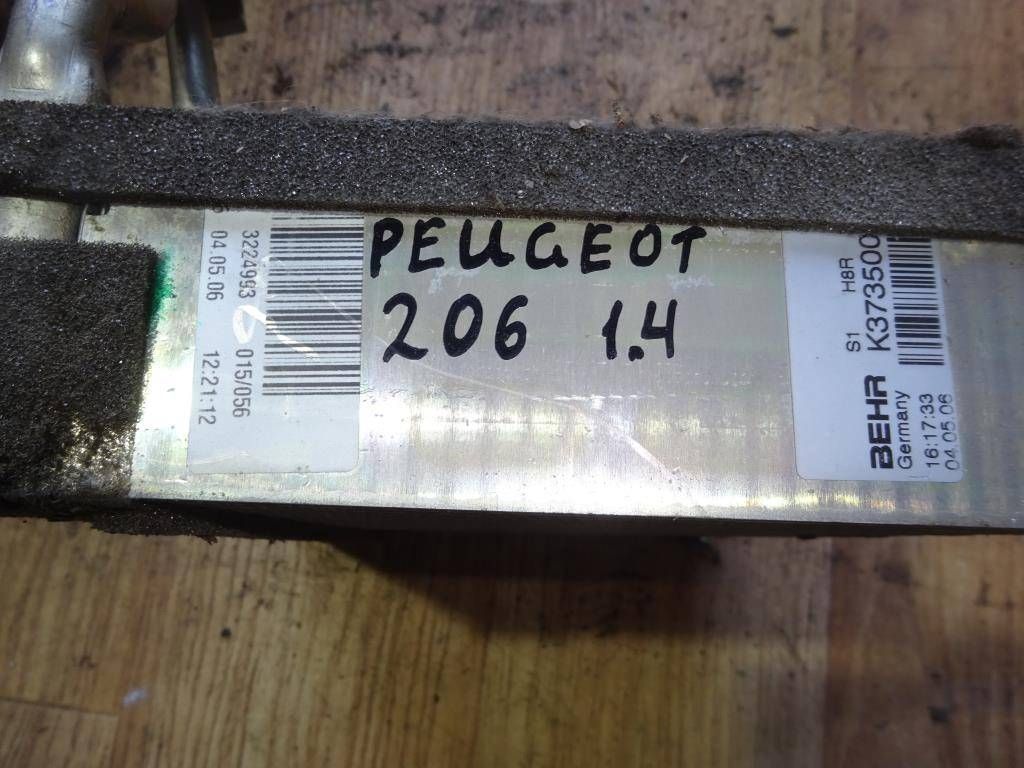 3224993 015/056
04.05.06 12:21:12
PEUGEOT
206 1.4
S1 H8R
BEHR K373500
Germany
16:17:33
04.05.06